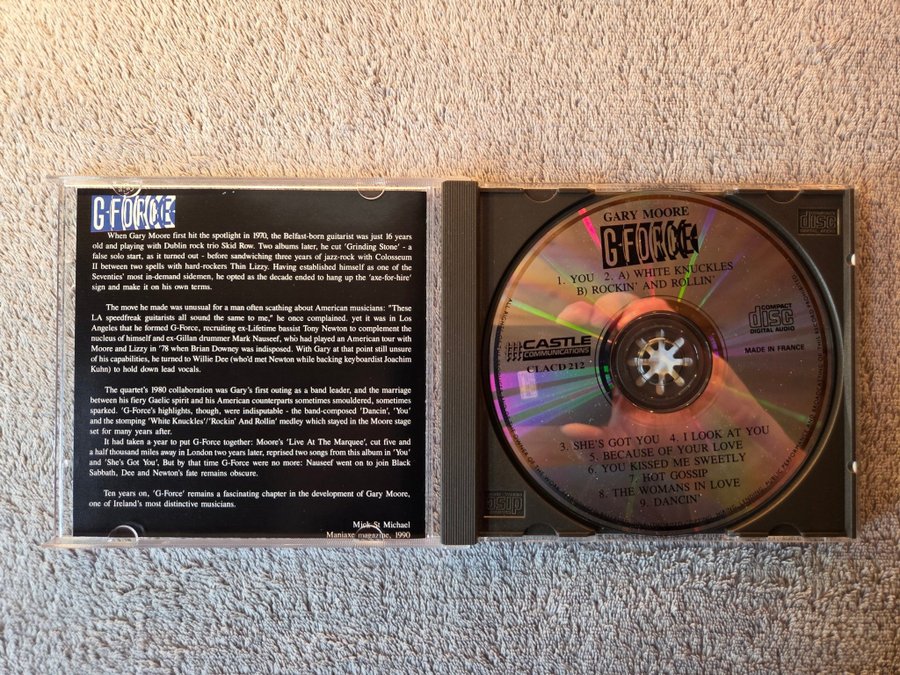 G-FORCE
When Gary Moore first hit the spotlight in 1970, the Belfast-born guitarist was just 16 years
old and playing with Dublin rock trio Skid Row. Two albums later, he cut 'Grinding Stone' - a
false solo start, as it turned out - before sandwiching three years of jazz-rock with Colosseum
II between two spells with hard-rockers Thin Lizzy. Having established himself as one of the
Seventies' most in-demand sidemen, he opted as the decade ended to hang up the 'axe-for-hire'
sign and make it on his own terms.
The move he made was unusual for a man often scathing about American musicians: "These
LA speedfreak guitarists all sound the same to me," he once complained. yet it was in Los
Angeles that he formed G-Force, recruiting ex-Lifetime bassist Tony Newton to complement the
nucleus of himself and ex-Gillan drummer Mark Nauseef, who had played an American tour with
Moore and Lizzy in '78 when Brian Downey was indisposed. With Gary at that point still unsure
of his capabilities, he turned to Willie Dee (who'd met Newton while backing keyboardist Joachim
Kuhn) to hold down lead vocals.
The quartet's 1980 collaboration was Gary's first outing as a band leader, and the marriage
between his fiery Gaelic spirit and his American counterparts sometimes smouldered, sometimes
sparked. 'G-Force's highlights, though, were indisputable - the band-composed 'Dancin', 'You'
and the stomping 'White Knuckles'/'Rockin' And Rollin' medley which stayed in the Moore stage
set for many years after.
It had taken a year to put G-Force together: Moore's 'Live At The Marquee', cut five and
a half thousand miles away in London two years later, reprised two songs from this album in 'You'
and 'She's Got You'. But by that time G-Force were no more: Nauseef went on to join Black
Sabbath, Dee and Newton's fate remains obscure.
Ten years on, 'G-Force' remains a fascinating chapter in the development of Gary Moore,
one of Ireland's most distinctive musicians.
Mick St Michael
Maniaxe magazine, 1990
GARY MOORE
G-FORCE
1. YOU 2. A) WHITE KNUCKLES
B) ROCKIN' AND ROLLIN'
CASTLE
COMMUNICATIONS
CLACD 212
COMPACT
disc
DIGITAL AUDIO
MADE IN FRANCE
3. SHE'S GOT YOU 4. I LOOK AT YOU
5. BECAUSE OF YOUR LOVE
6. YOU KISSED ME SWEETLY
7. HOT GOSSIP
8. THE WOMANS IN LOVE
9. DANCIN'
disc
disc